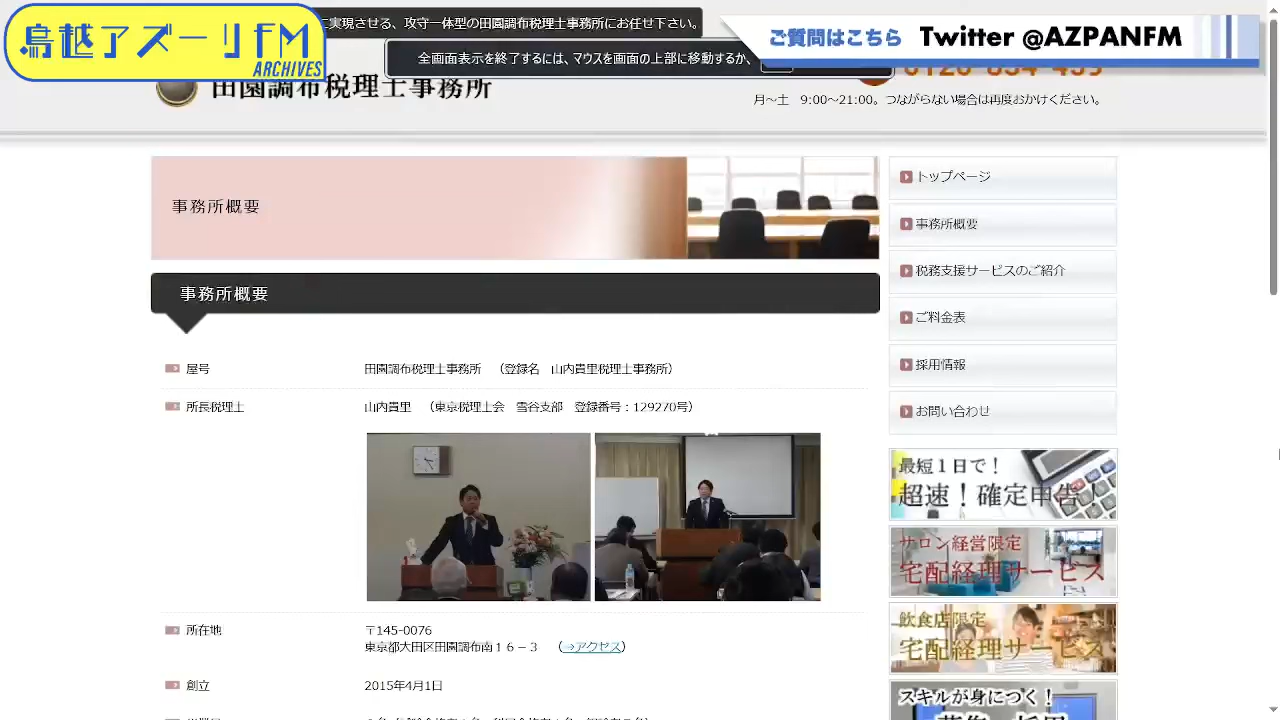 鳥越アズーリFM
ARCHIVES
に実現させる、攻守一体型の田園調布税理士事務所にお任せ下さい。
全画面表示を終了するには、マウスを画面の上部に移動するか、
ご質問はこちら Twitter @AZPANFM
田園調布税理士事務所
0120-634-459
月～土 9:00～21:00。つながらない場合は再度おかけください。
事務所概要
事務所概要
屋号 田園調布税理士事務所 （登録名 山内貴里税理士事務所）
所長税理士 山内貴里 （東京税理士会 雪谷支部 登録番号：129270号）
所在地 〒145-0076
東京都大田区田園調布南１６－３ （→アクセス）
創立 2015年4月1日
トップページ
事務所概要
税務支援サービスのご紹介
ご料金表
採用情報
お問い合わせ
最短１日で！
超速！確定申告！
サロン経営限定
宅配経理サービス
飲食店限定
宅配経理サービス
スキルが身につく！